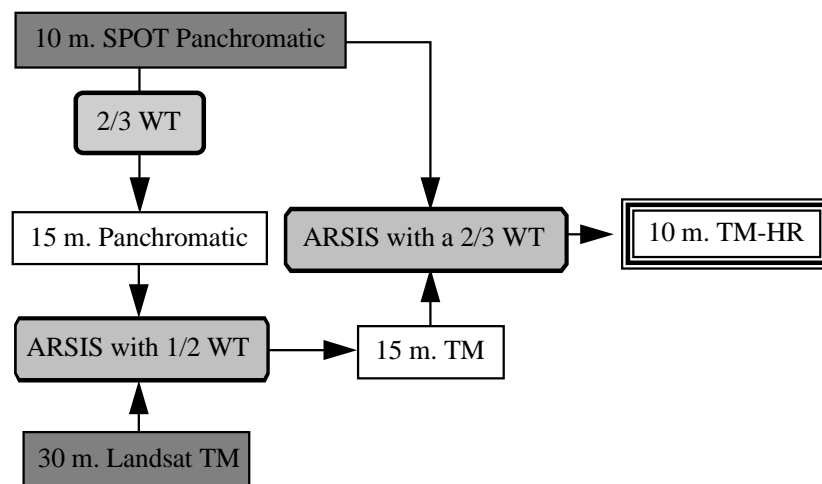 10 m. SPOT Panchromatic
2/3 WT
15 m. Panchromatic
ARSIS with a 2/3 WT
10 m. TM-HR
ARSIS with 1/2 WT
15 m. TM
30 m. Landsat TM